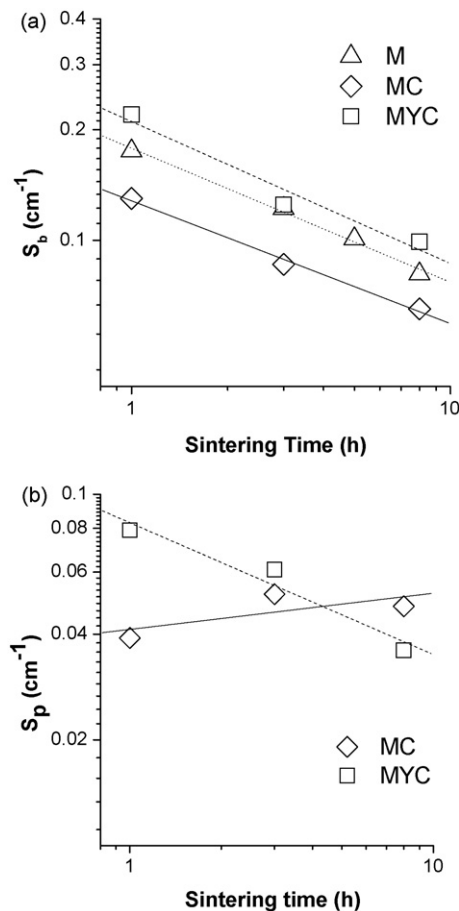 (a)
0.4
0.3
0.2
0.1
S_b (cm⁻¹)
M
MC
MYC
1
10
Sintering Time (h)
(b)
0.1
0.08
0.06
0.04
0.02
S_p (cm⁻¹)
MC
MYC
1
10
Sintering time (h)